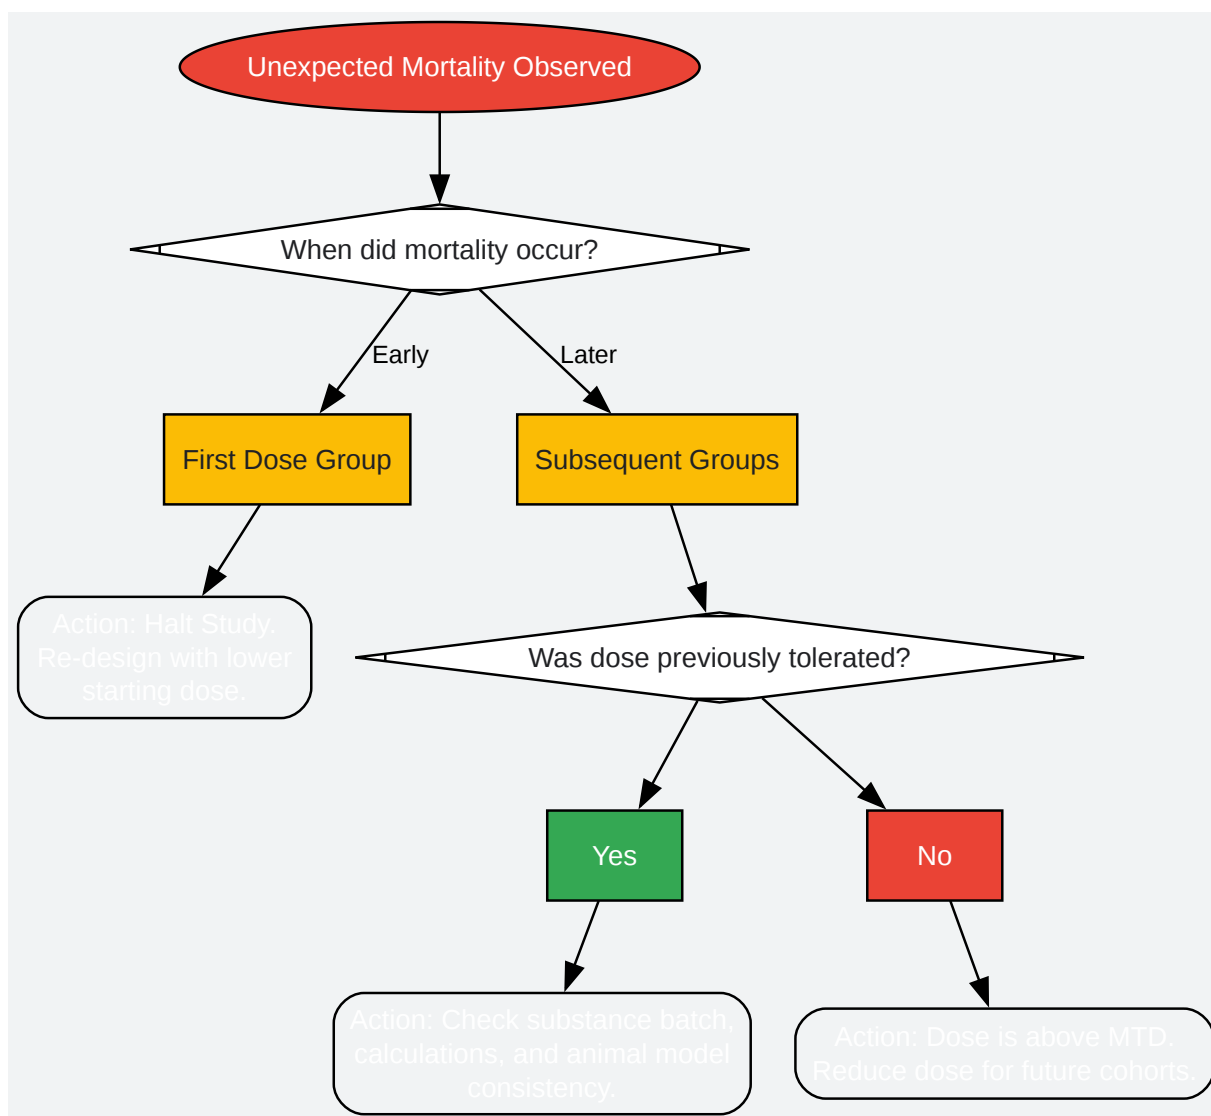 Unexpected Mortality Observed
When did mortality occur?
Early
Later
First Dose Group
Subsequent Groups
Action: Halt Study.
Re-design with lower
starting dose.
Was dose previously tolerated?
Yes
No
Action: Check substance batch,
calculations, and animal model
consistency.
Action: Dose is above MTD.
Reduce dose for future cohorts.